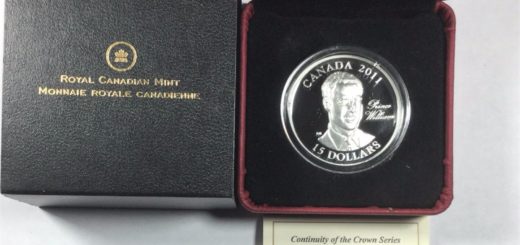 ROYAL CANADIAN MINT
MONNAIE ROYALE CANADIENNE
CANADA 2011
Prince
William
15 DOLLARS
Continuity of the Crown Series